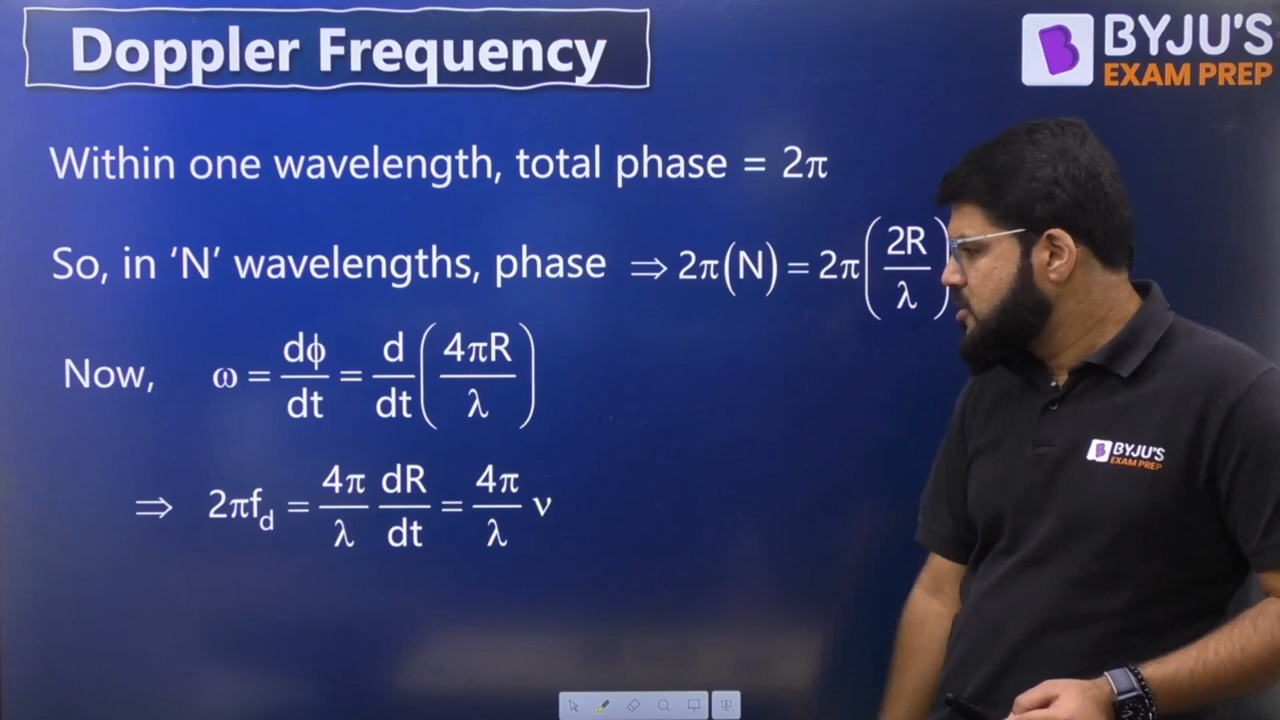 Doppler Frequency
BYJU'S
EXAM PREP
Within one wavelength, total phase = 2π
So, in ‘N’ wavelengths, phase ⇒ 2π(N) = 2π(2R/λ)
Now, ω = dϕ/dt = d/dt(4πR/λ)
⇒ 2πf_d = 4π/λ dR/dt = 4π/λ v
BYJU'S
EXAM PREP